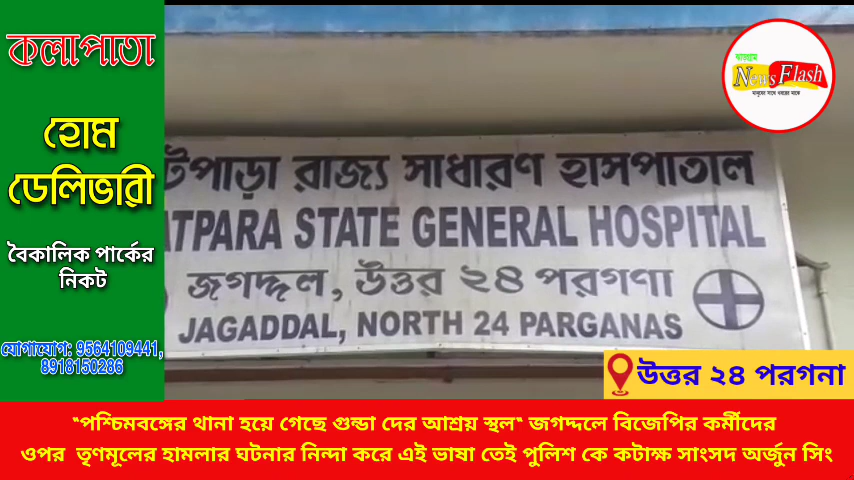 কলাপাতা
হোম
ডেলিভারী
বৈকালিক পার্কের
নিকট
যোগাযোগ: 9564109441,
8918150286
টপাড়া রাজ্য সাধারণ হাসপাতাল
ATPARA STATE GENERAL HOSPITAL
জগদ্দল, উত্তর ২৪ পরগণা
JAGADDAL, NORTH 24 PARGANAS
News Flash
মানুষের সাথে খবরের মাঝে
উত্তর ২৪ পরগনা
"পশ্চিমবঙ্গের থানা হয়ে গেছে গুন্ডা দের আশ্রয় স্থল" জগদ্দলে বিজেপির কর্মীদের
ওপর তৃণমূলের হামলার ঘটনার নিন্দা করে এই ভাষা তেই পুলিশ কে কটাক্ষ সাংসদ অর্জুন সিং